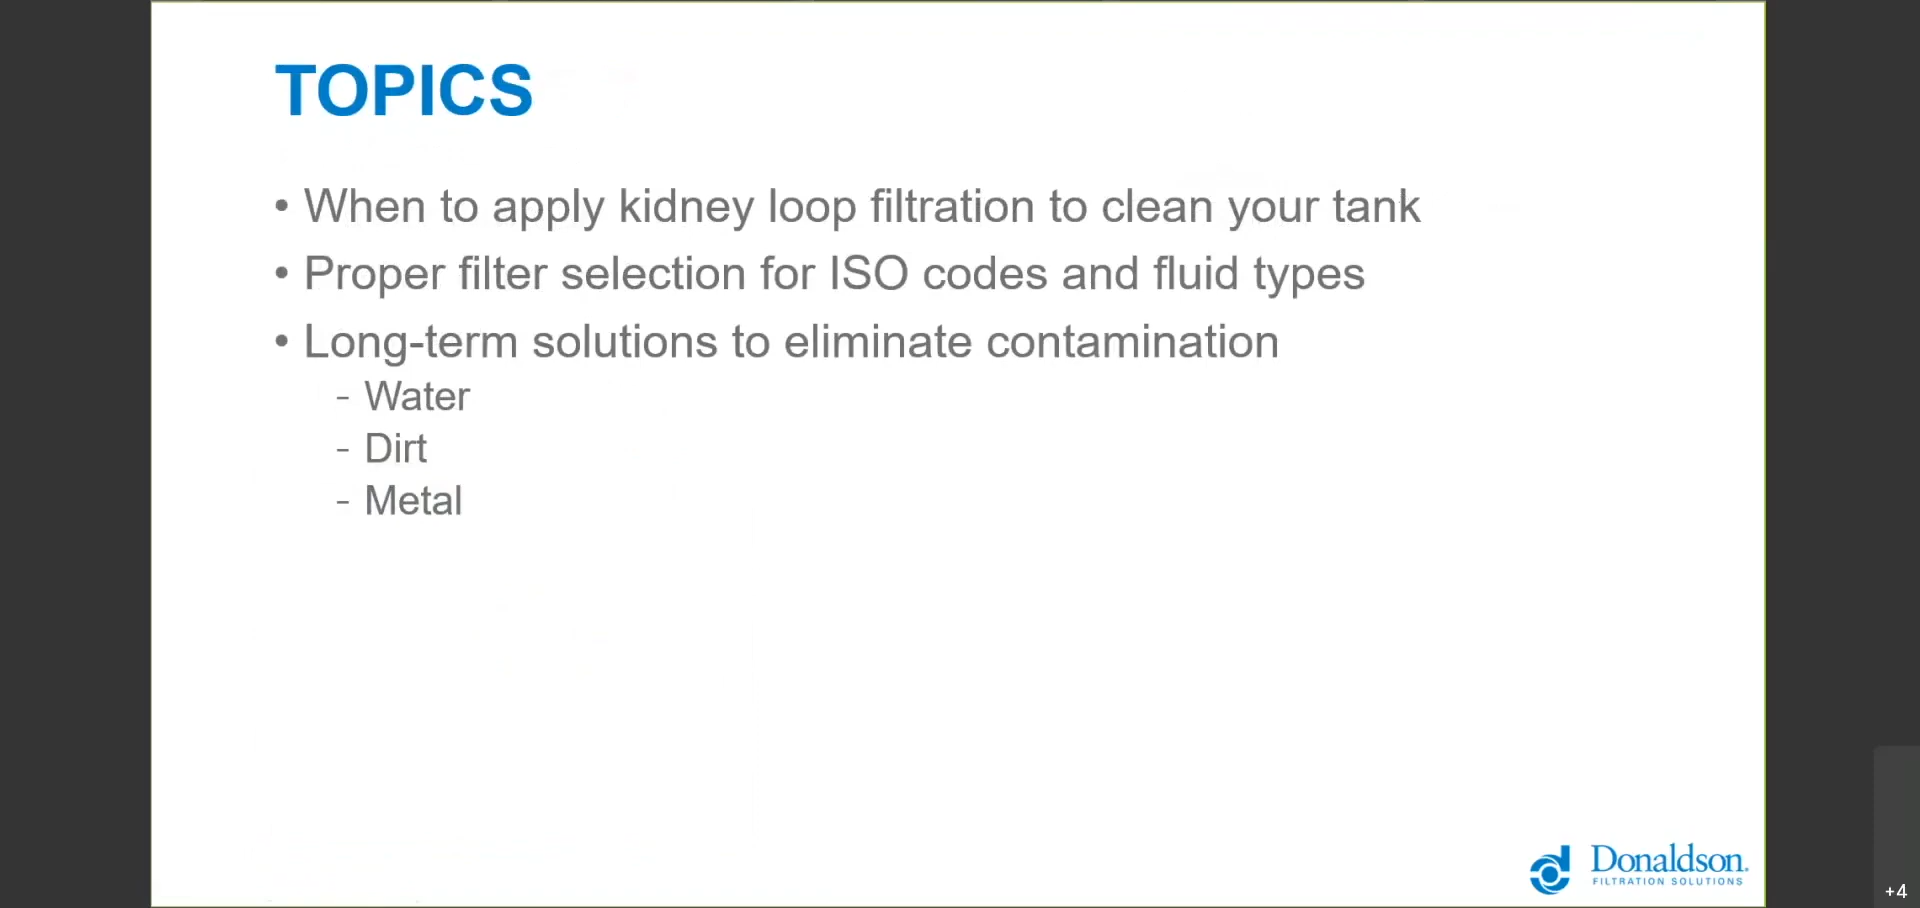 TOPICS
• When to apply kidney loop filtration to clean your tank
• Proper filter selection for ISO codes and fluid types
• Long-term solutions to eliminate contamination
- Water
- Dirt
- Metal
Donaldson.
FILTRATION SOLUTIONS
+4